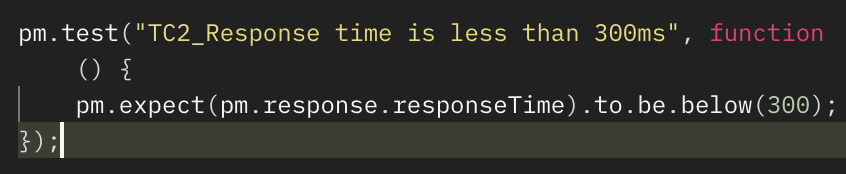 pm.test("TC2_Response time is less than 300ms", function
() {
pm.expect(pm.response.responseTime).to.be.below(300);
});